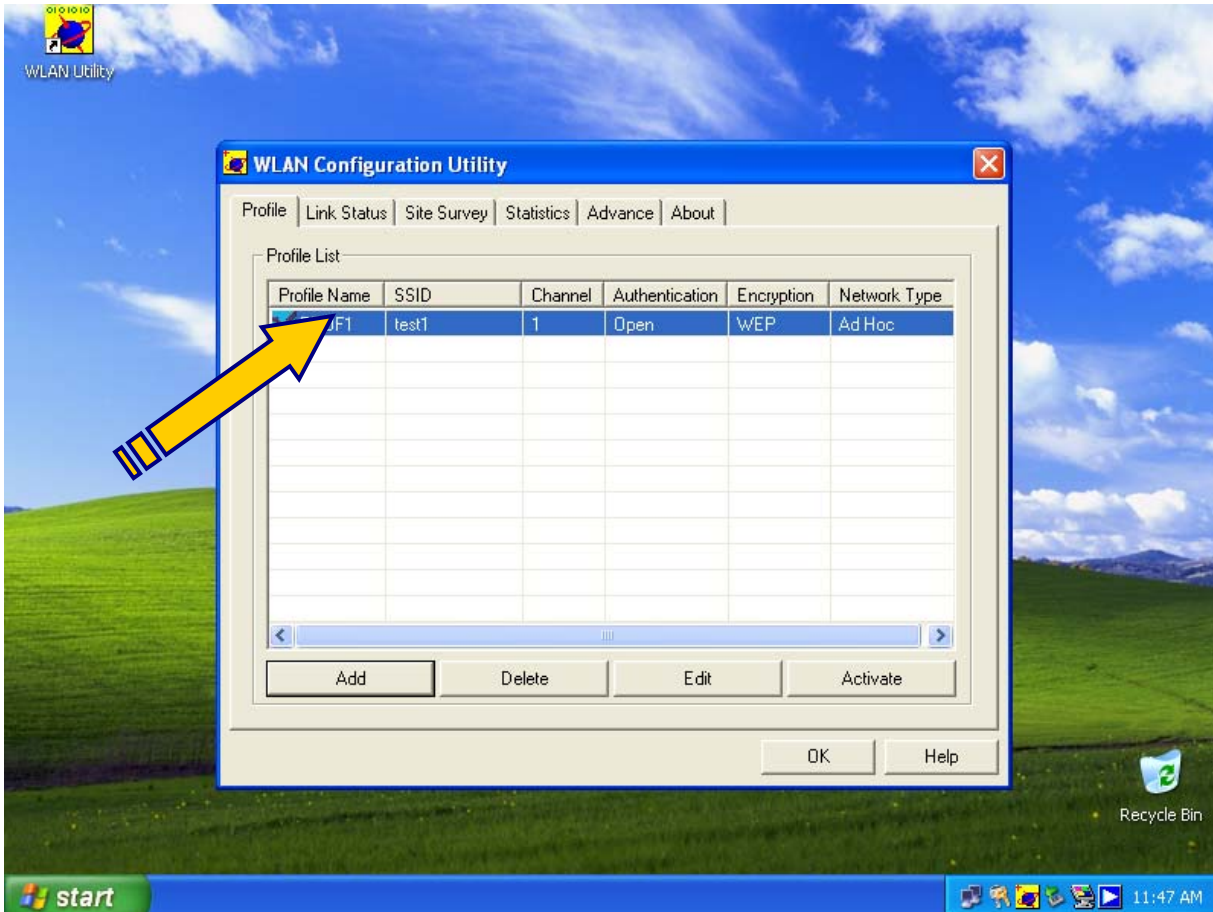 0101010
WLAN Utility
WLAN Configuration Utility
Profile Link Status Site Survey Statistics Advance About
Profile List
Profile Name SSID Channel Authentication Encryption Network Type
test1 1 Open WEP Ad Hoc
Add Delete Edit Activate
OK Help
Recycle Bin
start 11:47 AM